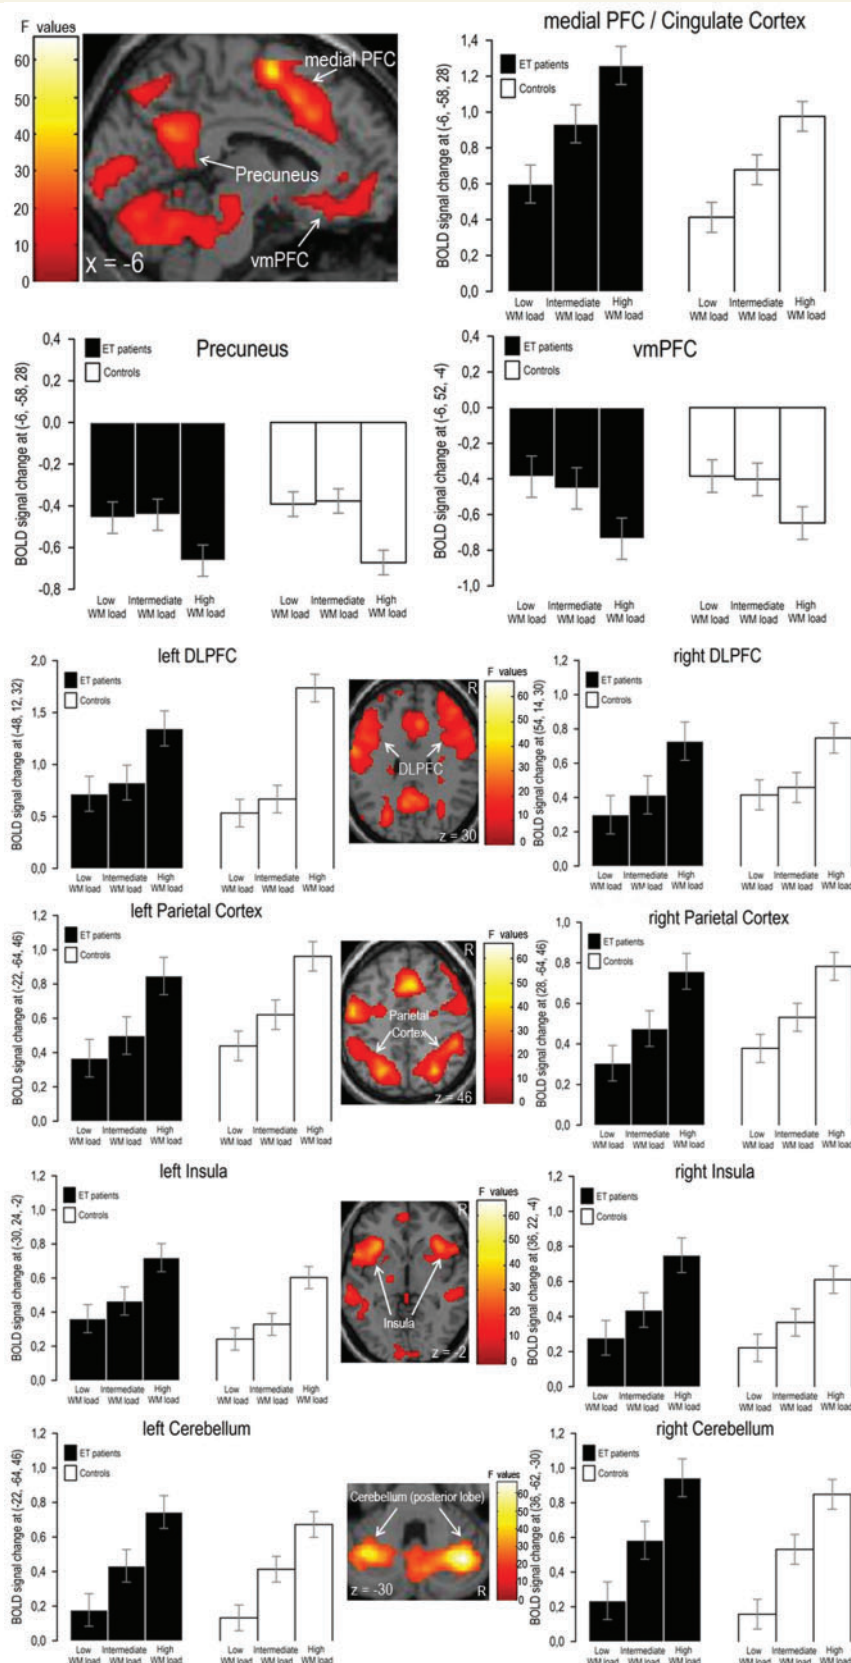 F values
60
50
40
30
20
10
0
medial PFC
Precuneus
vmPFC
x = -6
medial PFC / Cingulate Cortex
BOLD signal change at (-6, -58, 28)
1,4
1,2
1,0
0,8
0,6
0,4
0,2
0,0
ET patients
Controls
Low
WM load
Intermediate
WM load
High
WM load
Low
WM load
Intermediate
WM load
High
WM load
Precuneus
BOLD signal change at (-6, -58, 28)
0,4
0,2
0,0
-0,2
-0,4
-0,6
-0,8
ET patients
Controls
Low
WM load
Intermediate
WM load
High
WM load
Low
WM load
Intermediate
WM load
High
WM load
vmPFC
BOLD signal change at (-6, 52, -4)
0,4
0,2
0,0
-0,2
-0,4
-0,6
-0,8
-1,0
ET patients
Controls
Low
WM load
Intermediate
WM load
High
WM load
Low
WM load
Intermediate
WM load
High
WM load
left DLPFC
BOLD signal change at (-48, 12, 32)
2,0
1,5
1,0
0,5
0,0
ET patients
Controls
Low
WM load
Intermediate
WM load
High
WM load
Low
WM load
Intermediate
WM load
High
WM load
R
DLPFC
z = 30
F values
60
50
40
30
20
10
0
right DLPFC
BOLD signal change at (54, 14, 30)
1,2
1,0
0,8
0,6
0,4
0,2
0,0
ET patients
Controls
Low
WM load
Intermediate
WM load
High
WM load
Low
WM load
Intermediate
WM load
High
WM load
left Parietal Cortex
BOLD signal change at (-22, -64, 46)
1,2
1,0
0,8
0,6
0,4
0,2
0,0
ET patients
Controls
Low
WM load
Intermediate
WM load
High
WM load
Low
WM load
Intermediate
WM load
High
WM load
R
Parietal
Cortex
z = 46
F values
60
50
40
30
20
10
0
right Parietal Cortex
BOLD signal change at (28, -64, 46)
1,0
0,8
0,6
0,4
0,2
0,0
ET patients
Controls
Low
WM load
Intermediate
WM load
High
WM load
Low
WM load
Intermediate
WM load
High
WM load
left Insula
BOLD signal change at (-30, 24, -2)
1,2
1,0
0,8
0,6
0,4
0,2
0,0
ET patients
Controls
Low
WM load
Intermediate
WM load
High
WM load
Low
WM load
Intermediate
WM load
High
WM load
R
Insula
z = -2
F values
60
50
40
30
20
10
0
right Insula
BOLD signal change at (36, 22, -4)
1,2
1,0
0,8
0,6
0,4
0,2
0,0
ET patients
Controls
Low
WM load
Intermediate
WM load
High
WM load
Low
WM load
Intermediate
WM load
High
WM load
left Cerebellum
BOLD signal change at (-22, -64, 46)
1,2
1,0
0,8
0,6
0,4
0,2
0,0
ET patients
Controls
Low
WM load
Intermediate
WM load
High
WM load
Low
WM load
Intermediate
WM load
High
WM load
Cerebellum (posterior lobe)
z = -30
R
F values
60
50
40
30
20
10
0
right Cerebellum
BOLD signal change at (36, -62, -30)
1,2
1,0
0,8
0,6
0,4
0,2
0,0
ET patients
Controls
Low
WM load
Intermediate
WM load
High
WM load
Low
WM load
Intermediate
WM load
High
WM load